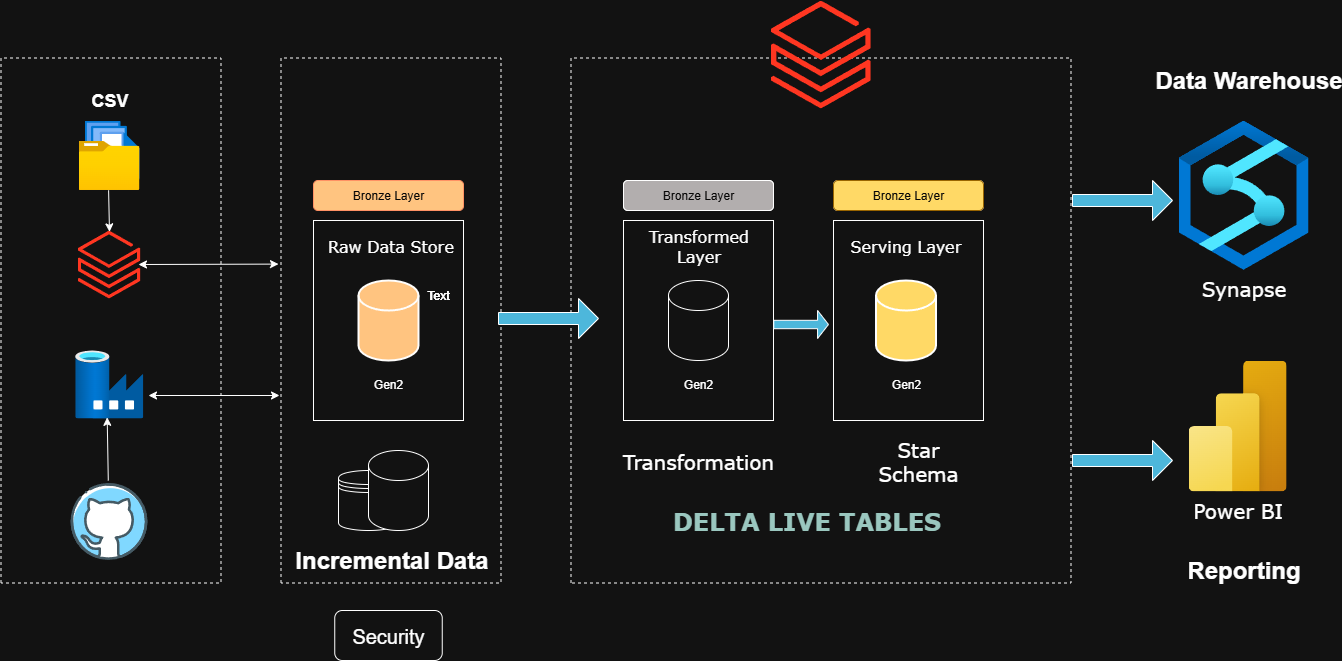 CSV
Bronze Layer
Raw Data Store
Text
Gen2
Incremental Data
Security
Bronze Layer
Transformed
Layer
Gen2
Transformation
Bronze Layer
Serving Layer
Gen2
Star
Schema
DELTA LIVE TABLES
Data Warehouse
Synapse
Power BI
Reporting